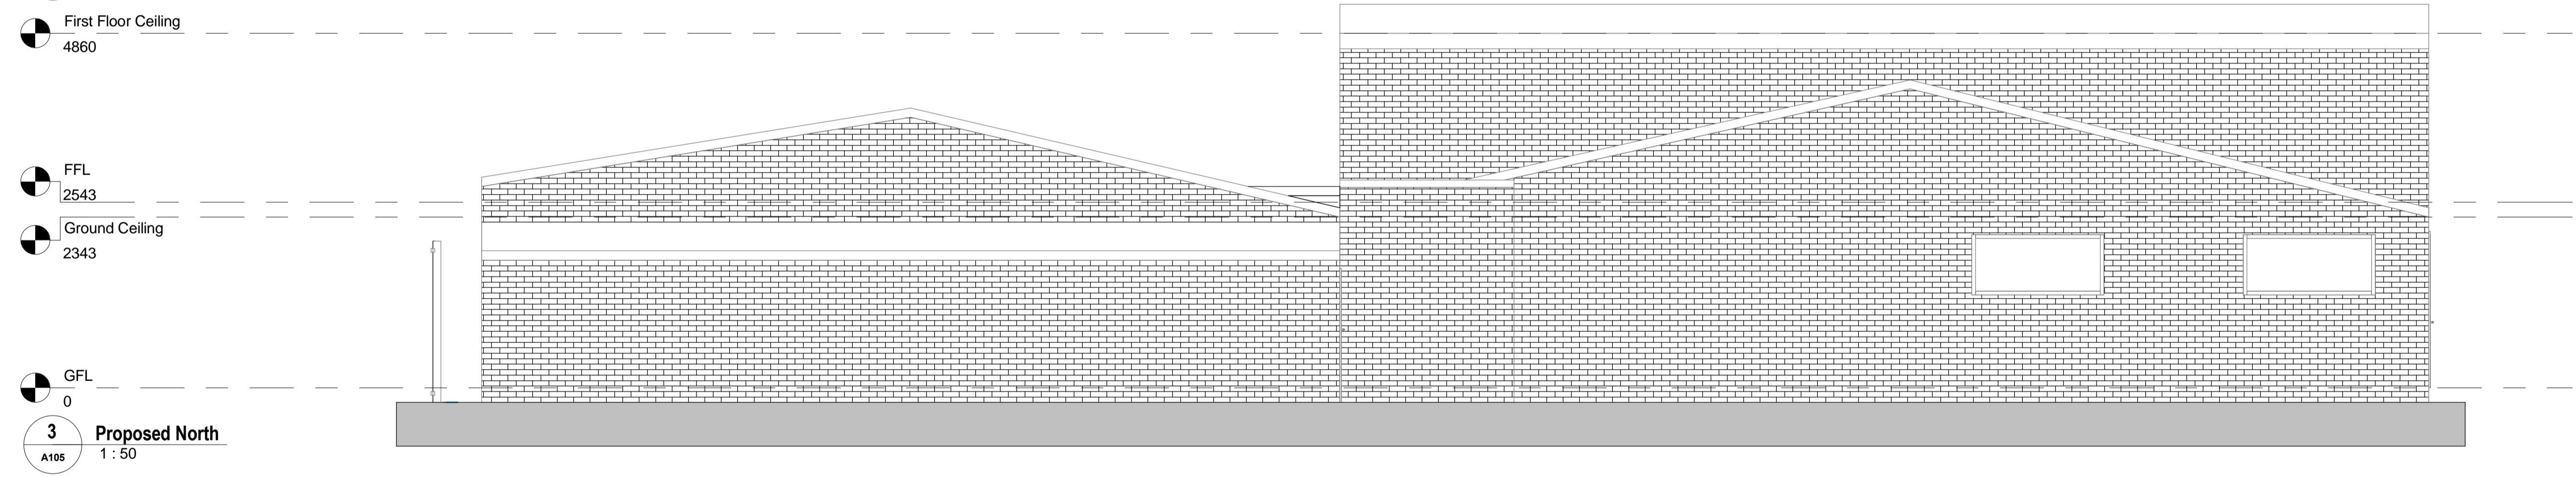 First Floor Ceiling
4860
FFL
2543
Ground Ceiling
2343
GFL
0
3
A105
Proposed North
1 : 50